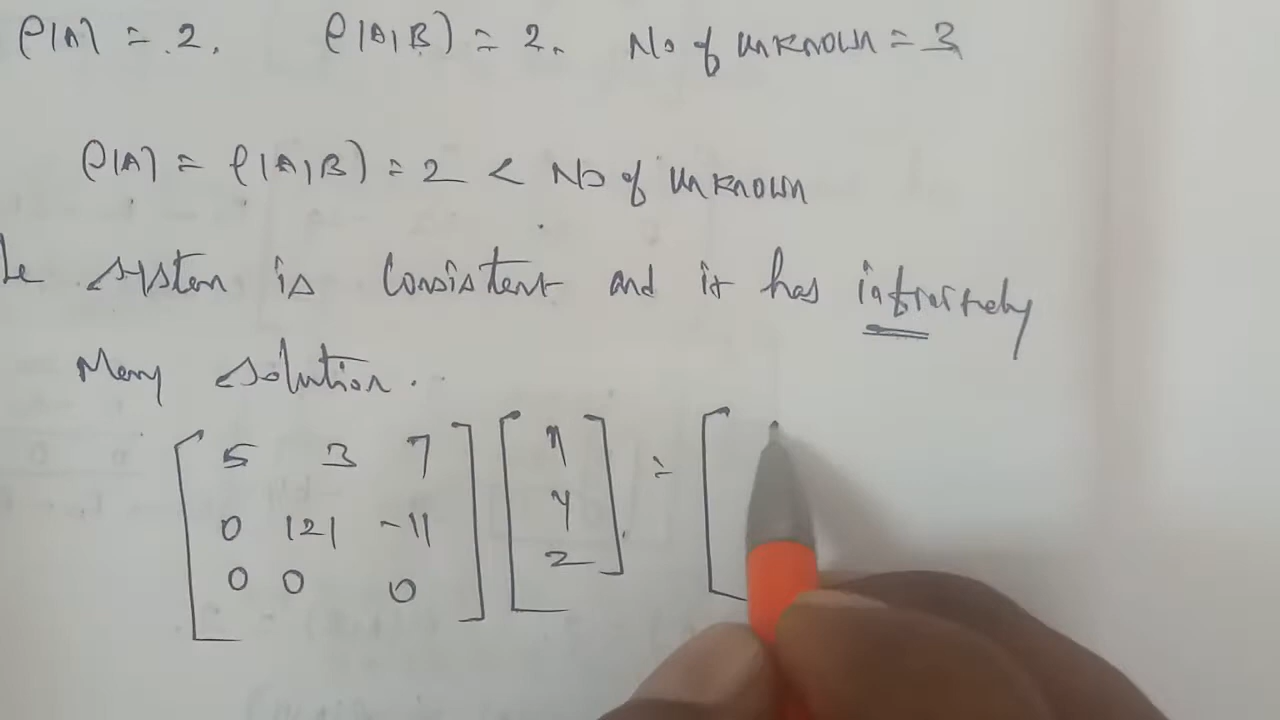 ρ(A) = 2. ρ(A,B) = 2. No of unknown = 3
ρ(A) = ρ(A,B) = 2 < No of unknown
system is consistent and it has infinitely
Many solution.
[5 3 7] [x] = [
[0 121 -11] [y]
[0 0 0] [z]